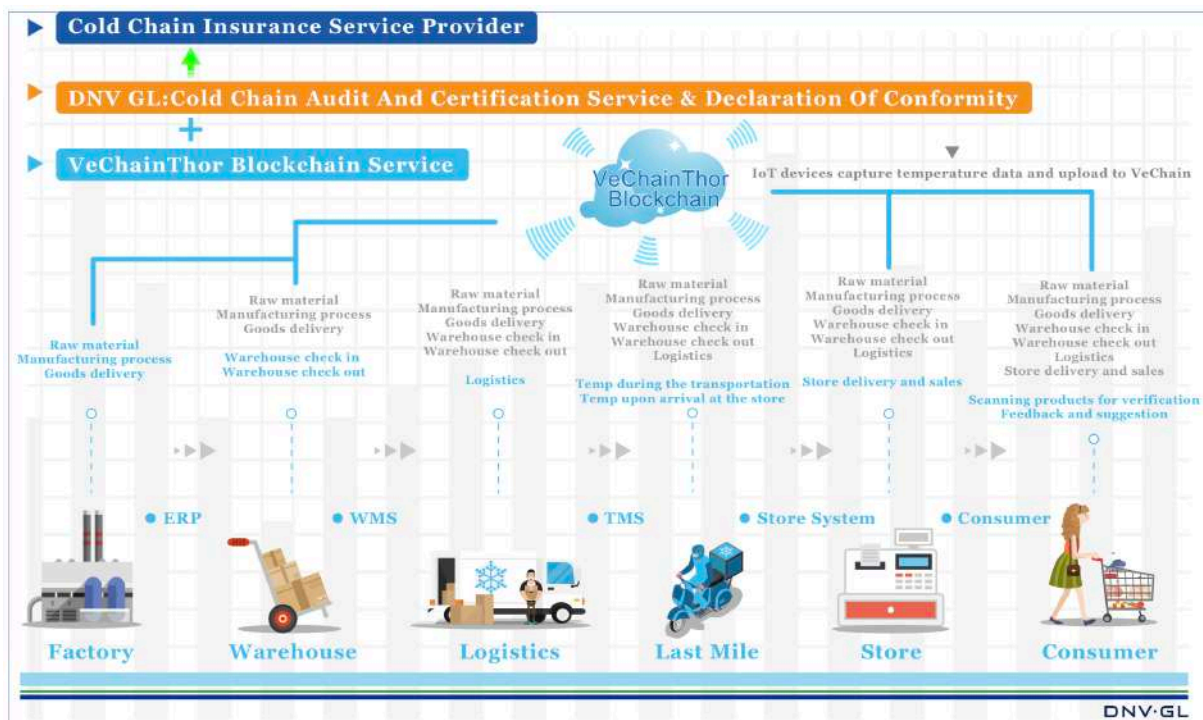 Cold Chain Insurance Service Provider
DNV GL:Cold Chain Audit And Certification Service & Declaration Of Conformity
VeChainThor Blockchain Service
VeChainThor
Blockchain
IoT devices capture temperature data and upload to VeChain
Raw material
Manufacturing process
Goods delivery
Raw material
Manufacturing process
Goods delivery
Warehouse check in
Warehouse check out
Raw material
Manufacturing process
Goods delivery
Warehouse check in
Warehouse check out
Logistics
Raw material
Manufacturing process
Goods delivery
Warehouse check in
Warehouse check out
Logistics
Temp during the transportation
Temp upon arrival at the store
Raw material
Manufacturing process
Goods delivery
Warehouse check in
Warehouse check out
Logistics
Store delivery and sales
Raw material
Manufacturing process
Goods delivery
Warehouse check in
Warehouse check out
Logistics
Store delivery and sales
Scanning products for verification
Feedback and suggestion
ERP
WMS
TMS
Store System
Consumer
Factory
Warehouse
Logistics
Last Mile
Store
Consumer
DNV·GL